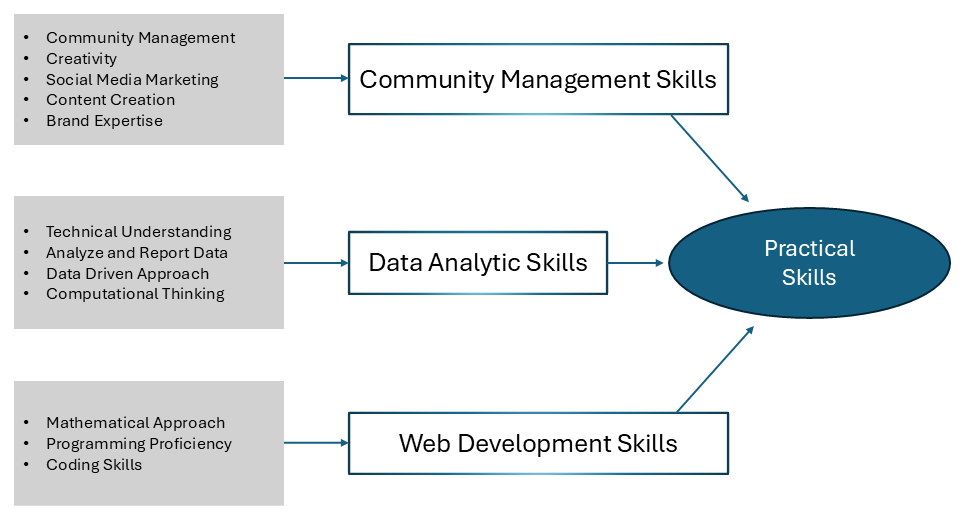 • Community Management
• Creativity
• Social Media Marketing
• Content Creation
• Brand Expertise
Community Management Skills
• Technical Understanding
• Analyze and Report Data
• Data Driven Approach
• Computational Thinking
Data Analytic Skills
Practical
Skills
• Mathematical Approach
• Programming Proficiency
• Coding Skills
Web Development Skills